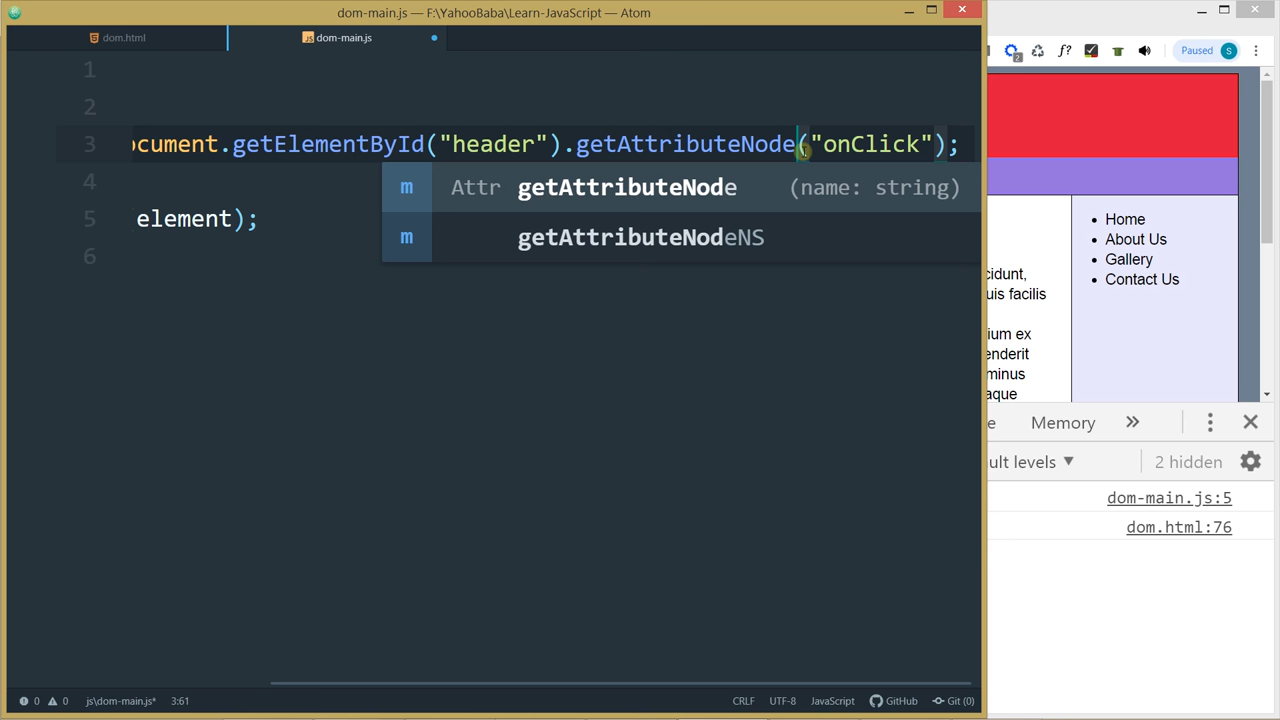 dom-main.js — F:\YahooBaba\Learn-JavaScript — Atom
dom.html
dom-main.js
1
2
3 ocument.getElementById("header").getAttributeNode("onClick");
m Attr getAttributeNode (name: string)
m getAttributeNodeNS
4
5 element);
6
0 0 js\dom-main.js* 3:61 CRLF UTF-8 JavaScript GitHub Git (0)
2 f? Paused S
Home
About Us
Gallery
Contact Us
cidunt,
uis facilis
ium ex
enderit
minus
aque
e Memory »
ult levels ▼ 2 hidden
dom-main.js:5
dom.html:76